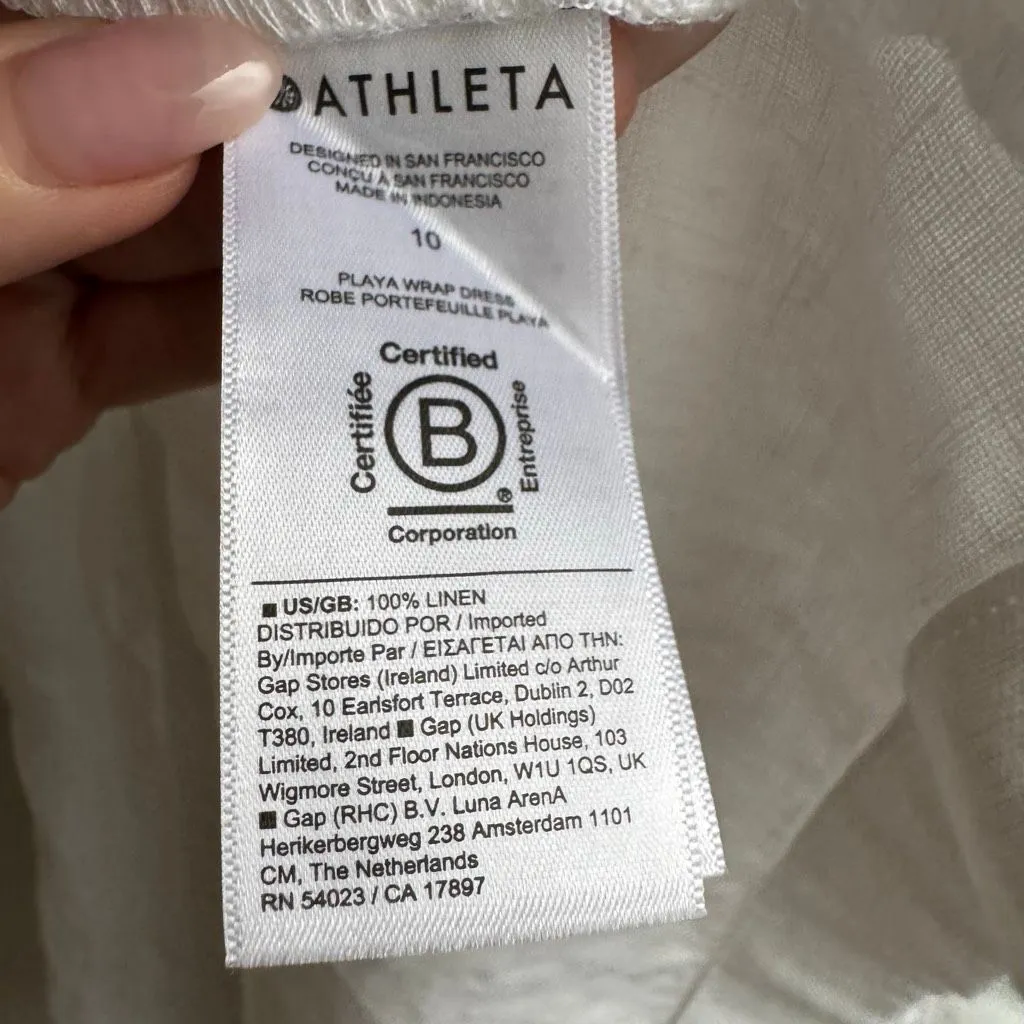 ATHLETA
DESIGNED IN SAN FRANCISCO
CONÇU À SAN FRANCISCO
MADE IN INDONESIA
10
PLAYA WRAP DRESS
ROBE PORTEFEUILLE PLAYA
Certified
Certifiée
B
Entreprise
®
Corporation
US/GB: 100% LINEN
DISTRIBUIDO POR / Imported
By/Importe Par / ΕΙΣΑΓΕΤΑΙ ΑΠΟ ΤΗΝ:
Gap Stores (Ireland) Limited c/o Arthur
Cox, 10 Earlsfort Terrace, Dublin 2, D02
T380, Ireland ■ Gap (UK Holdings)
Limited, 2nd Floor Nations House, 103
Wigmore Street, London, W1U 1QS, UK
■ Gap (RHC) B.V. Luna ArenA
Herikerbergweg 238 Amsterdam 1101
CM, The Netherlands
RN 54023 / CA 17897